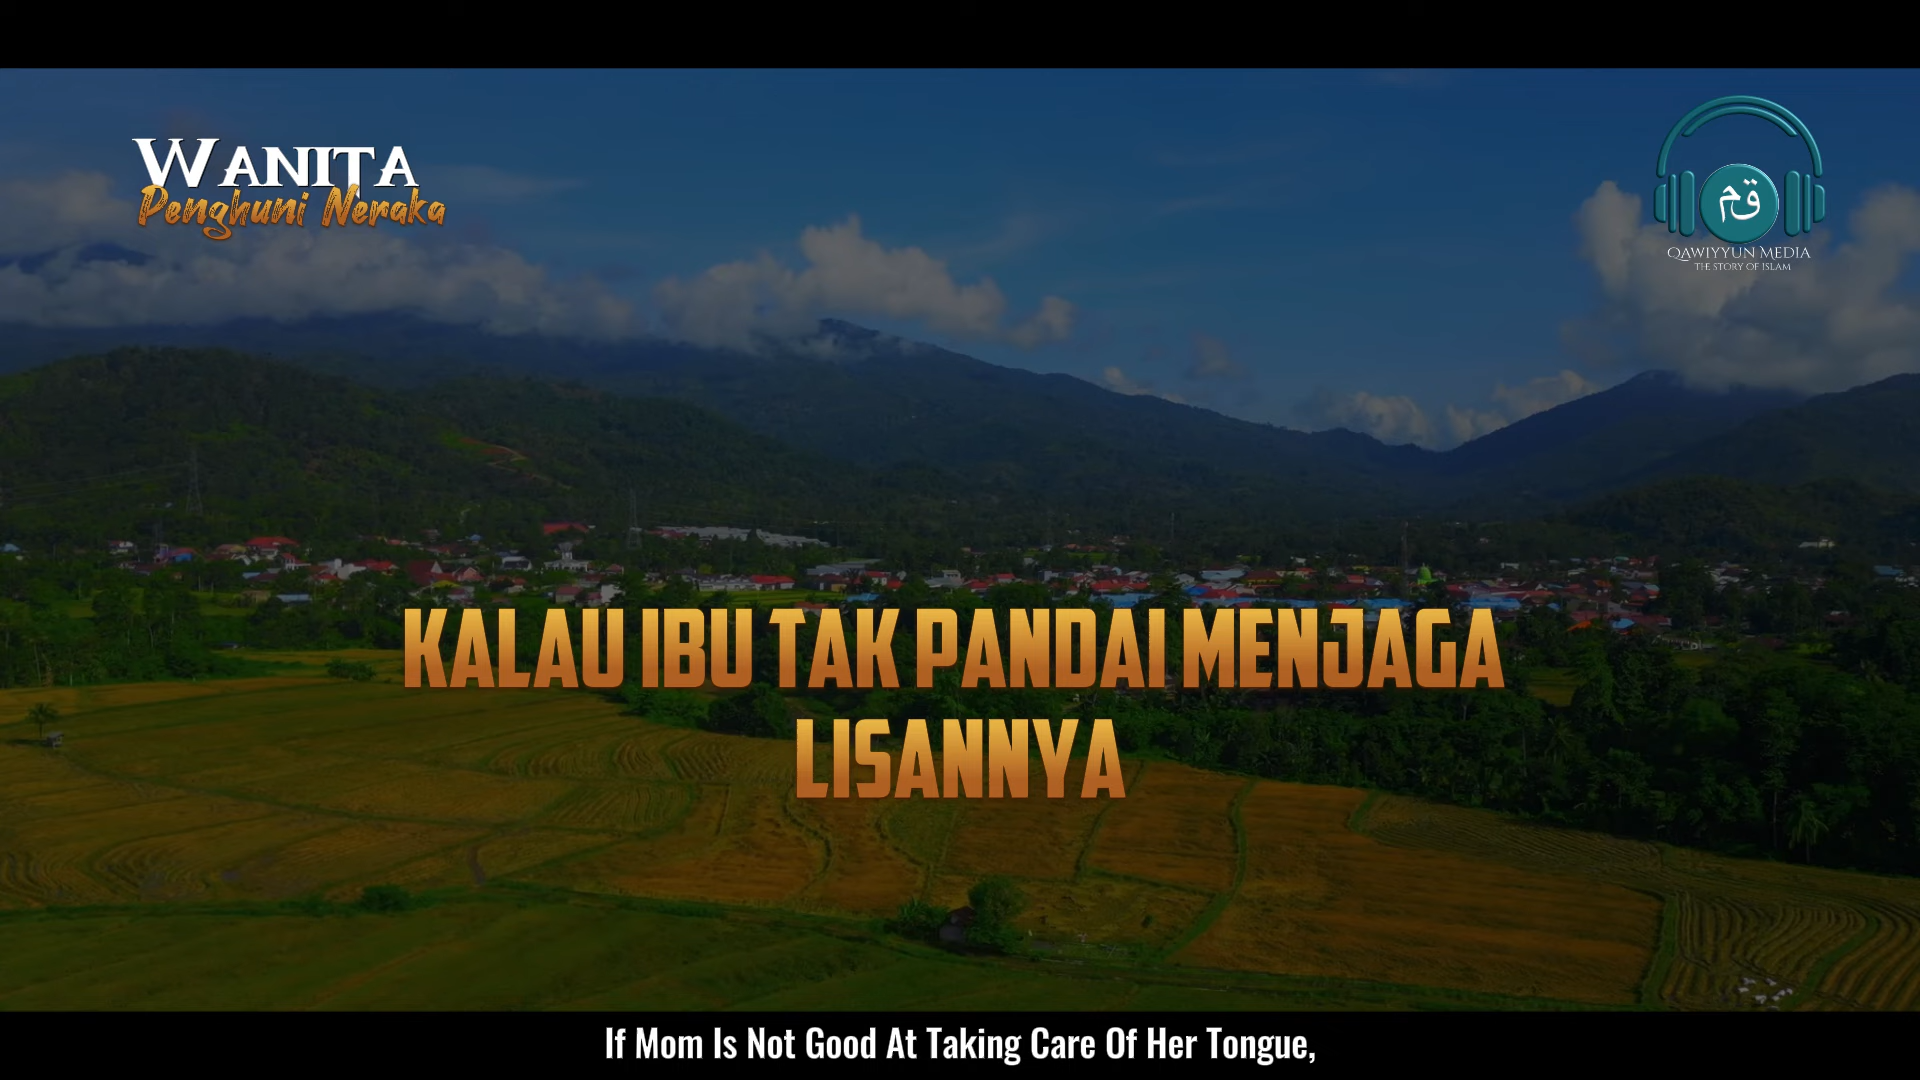 WANITA
Penghuni Neraka
قم
QAWIYYUN MEDIA
THE STORY OF ISLAM
KALAU IBU TAK PANDAI MENJAGA
LISANNYA
If Mom Is Not Good At Taking Care Of Her Tongue,